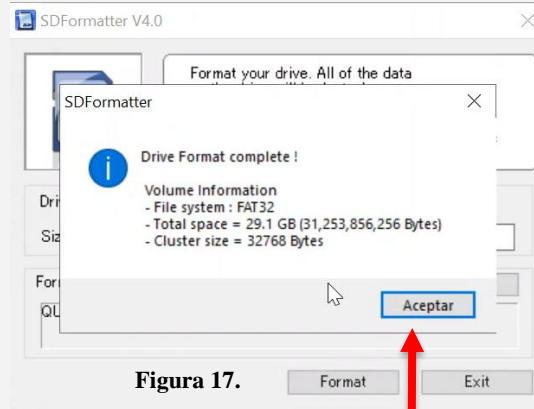 SDFormatter V4.0
Format your drive. All of the data
SDFormatter
Drive Format complete !
Volume Information
- File system : FAT32
- Total space = 29.1 GB (31,253,856,256 Bytes)
- Cluster size = 32768 Bytes
Dri
Siz
For
QU
Aceptar
Figura 17.
Format
Exit